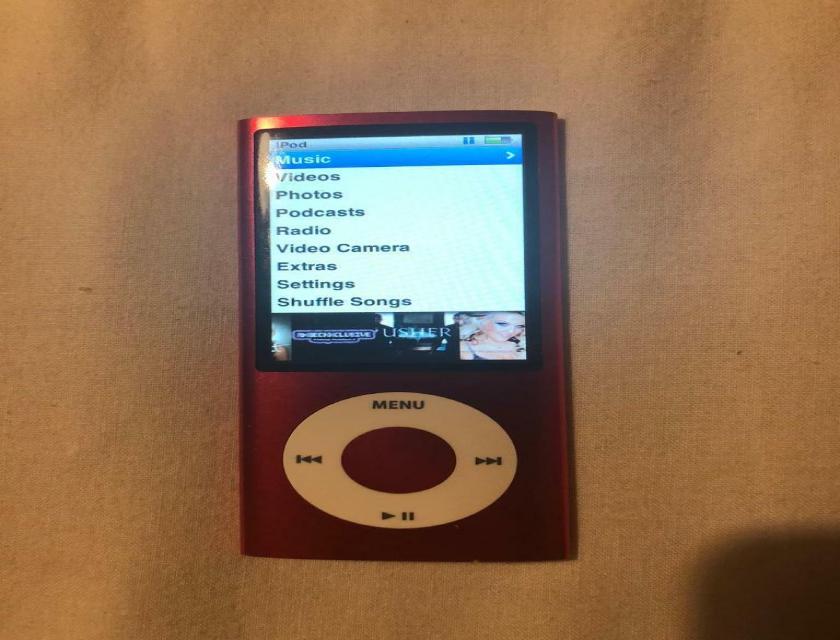 iPod
Music
Videos
Photos
Podcasts
Radio
Video Camera
Extras
Settings
Shuffle Songs
USHER
MENU